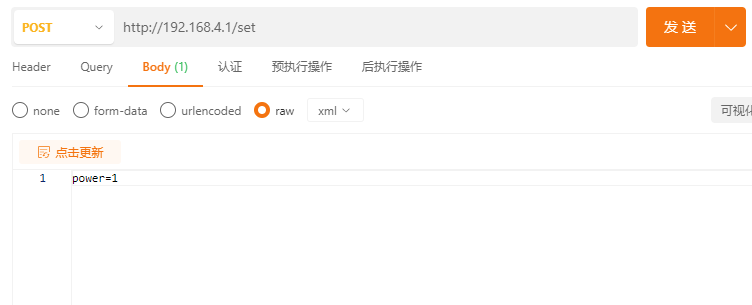 POST http://192.168.4.1/set 发 送
Header Query Body (1) 认证 预执行操作 后执行操作
none form-data urlencoded raw xml 可视化
点击更新
1 power=1